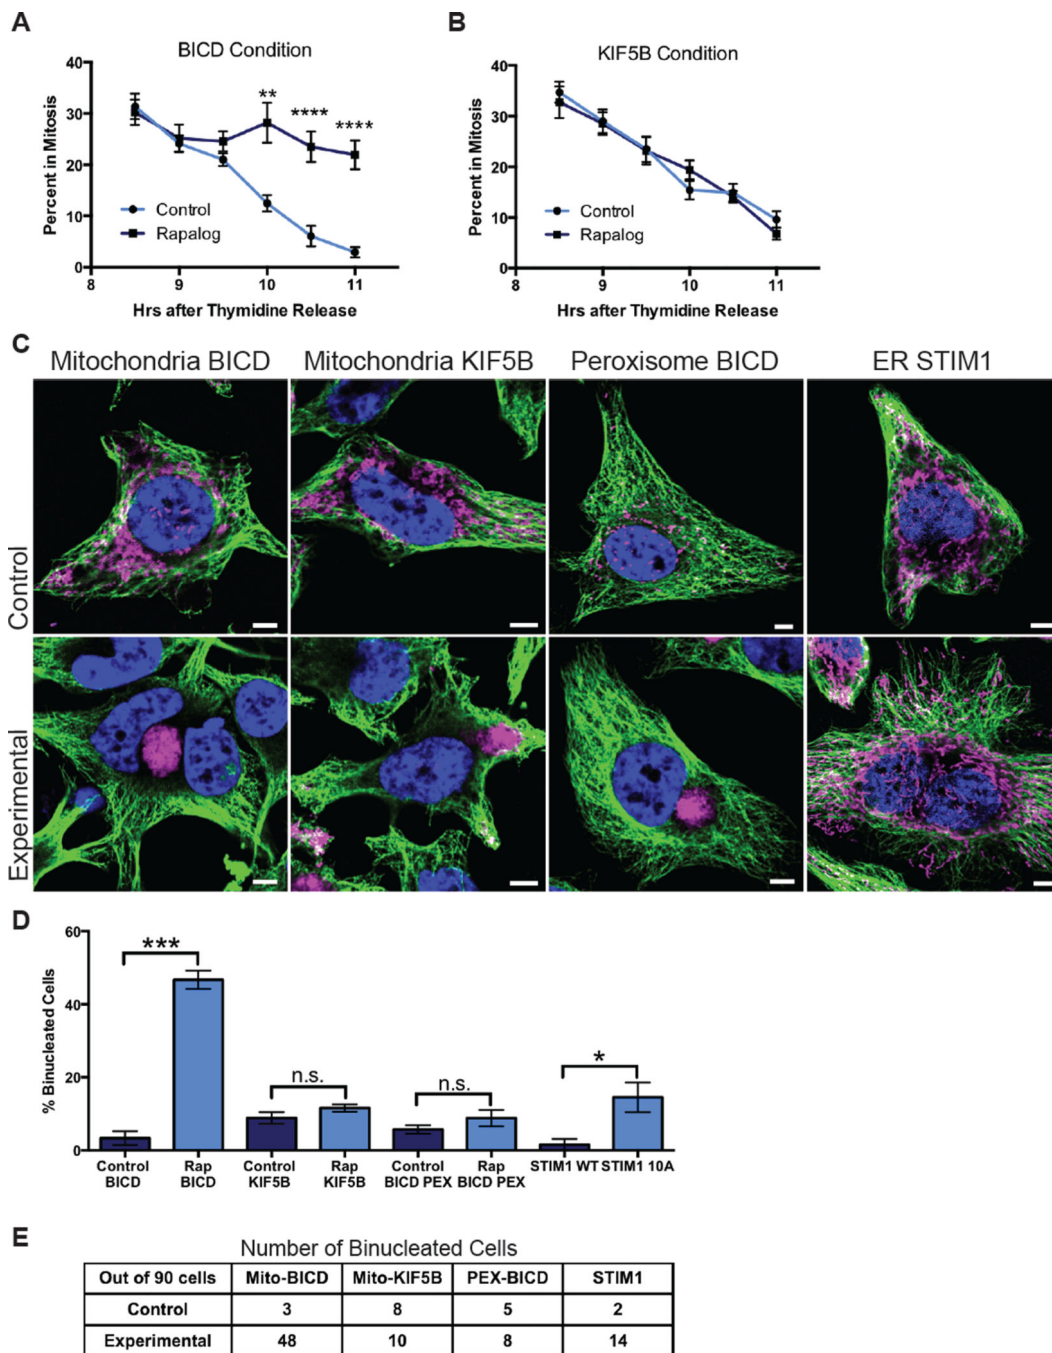 A
BICD Condition
40
30
20
10
0
Percent in Mitosis
**
****
****
Control
Rapalog
8
9
10
11
Hrs after Thymidine Release
B
KIF5B Condition
40
30
20
10
0
Percent in Mitosis
Control
Rapalog
8
9
10
11
Hrs after Thymidine Release
C
Mitochondria BICD
Mitochondria KIF5B
Peroxisome BICD
ER STIM1
Control
Experimental
D
60
40
20
0
% Binucleated Cells
***
n.s.
n.s.
*
Control BICD
Rap BICD
Control KIF5B
Rap KIF5B
Control BICD PEX
Rap BICD PEX
STIM1 WT
STIM1 10A
E
Number of Binucleated Cells
Out of 90 cells Mito-BICD Mito-KIF5B PEX-BICD STIM1
Control 3 8 5 2
Experimental 48 10 8 14